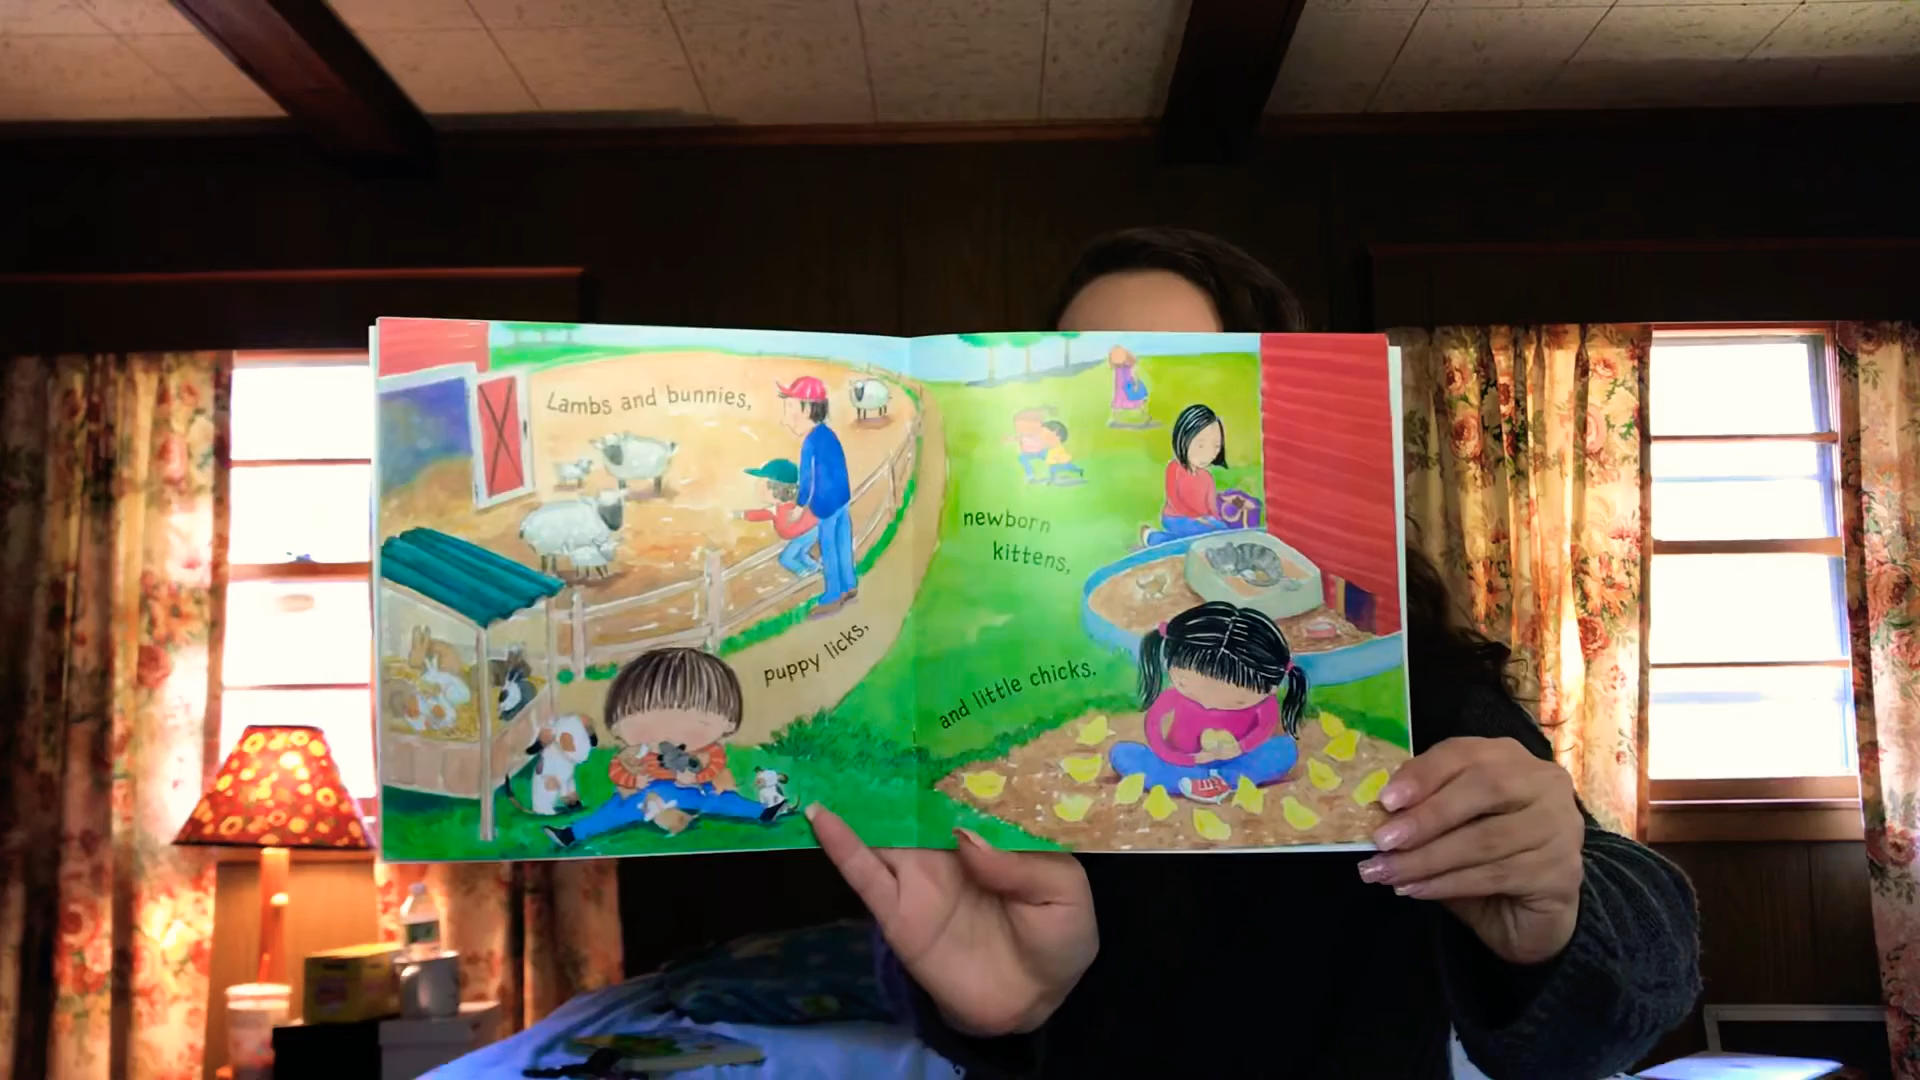 Lambs and bunnies,
puppy licks,
newborn
kittens,
and little chicks.